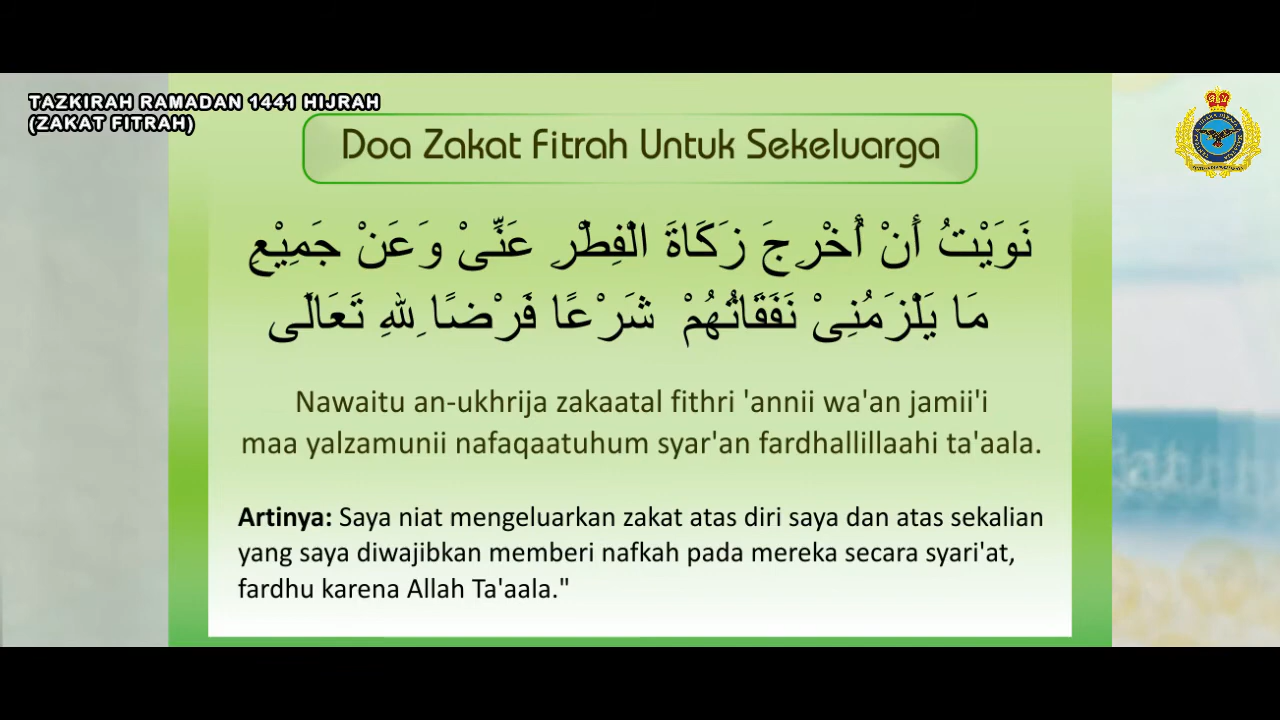 TAZKIRAH RAMADAN 1441 HIJRAH
(ZAKAT FITRAH)
Doa Zakat Fitrah Untuk Sekeluarga
نَوَيْتُ أَنْ أُخْرِجَ زَكَاةَ الْفِطْرِ عَنِّىْ وَعَنْ جَمِيْعِ
مَا يَلْزَمُنِىْ نَفَقَاتُهُمْ شَرْعًا فَرْضًا لِلهِ تَعَالَى
Nawaitu an-ukhrija zakaatal fithri 'annii wa'an jamii'i
maa yalzamunii nafaqaatuhum syar'an fardhallillaahi ta'aala.
Artinya: Saya niat mengeluarkan zakat atas diri saya dan atas sekalian
yang saya diwajibkan memberi nafkah pada mereka secara syari'at,
fardhu karena Allah Ta'aala."